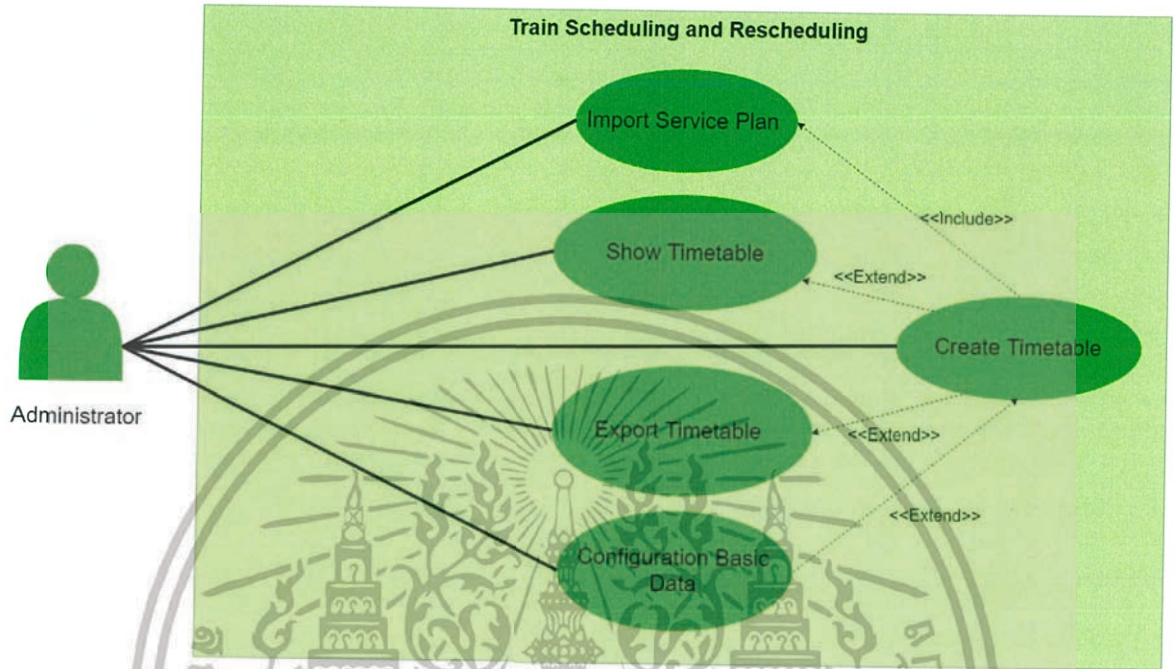 Train Scheduling and Rescheduling
Import Service Plan
<<Include>>
Show Timetable
<<Extend>>
Create Timetable
Administrator
Export Timetable
<<Extend>>
<<Extend>>
Configuration Basic
Data